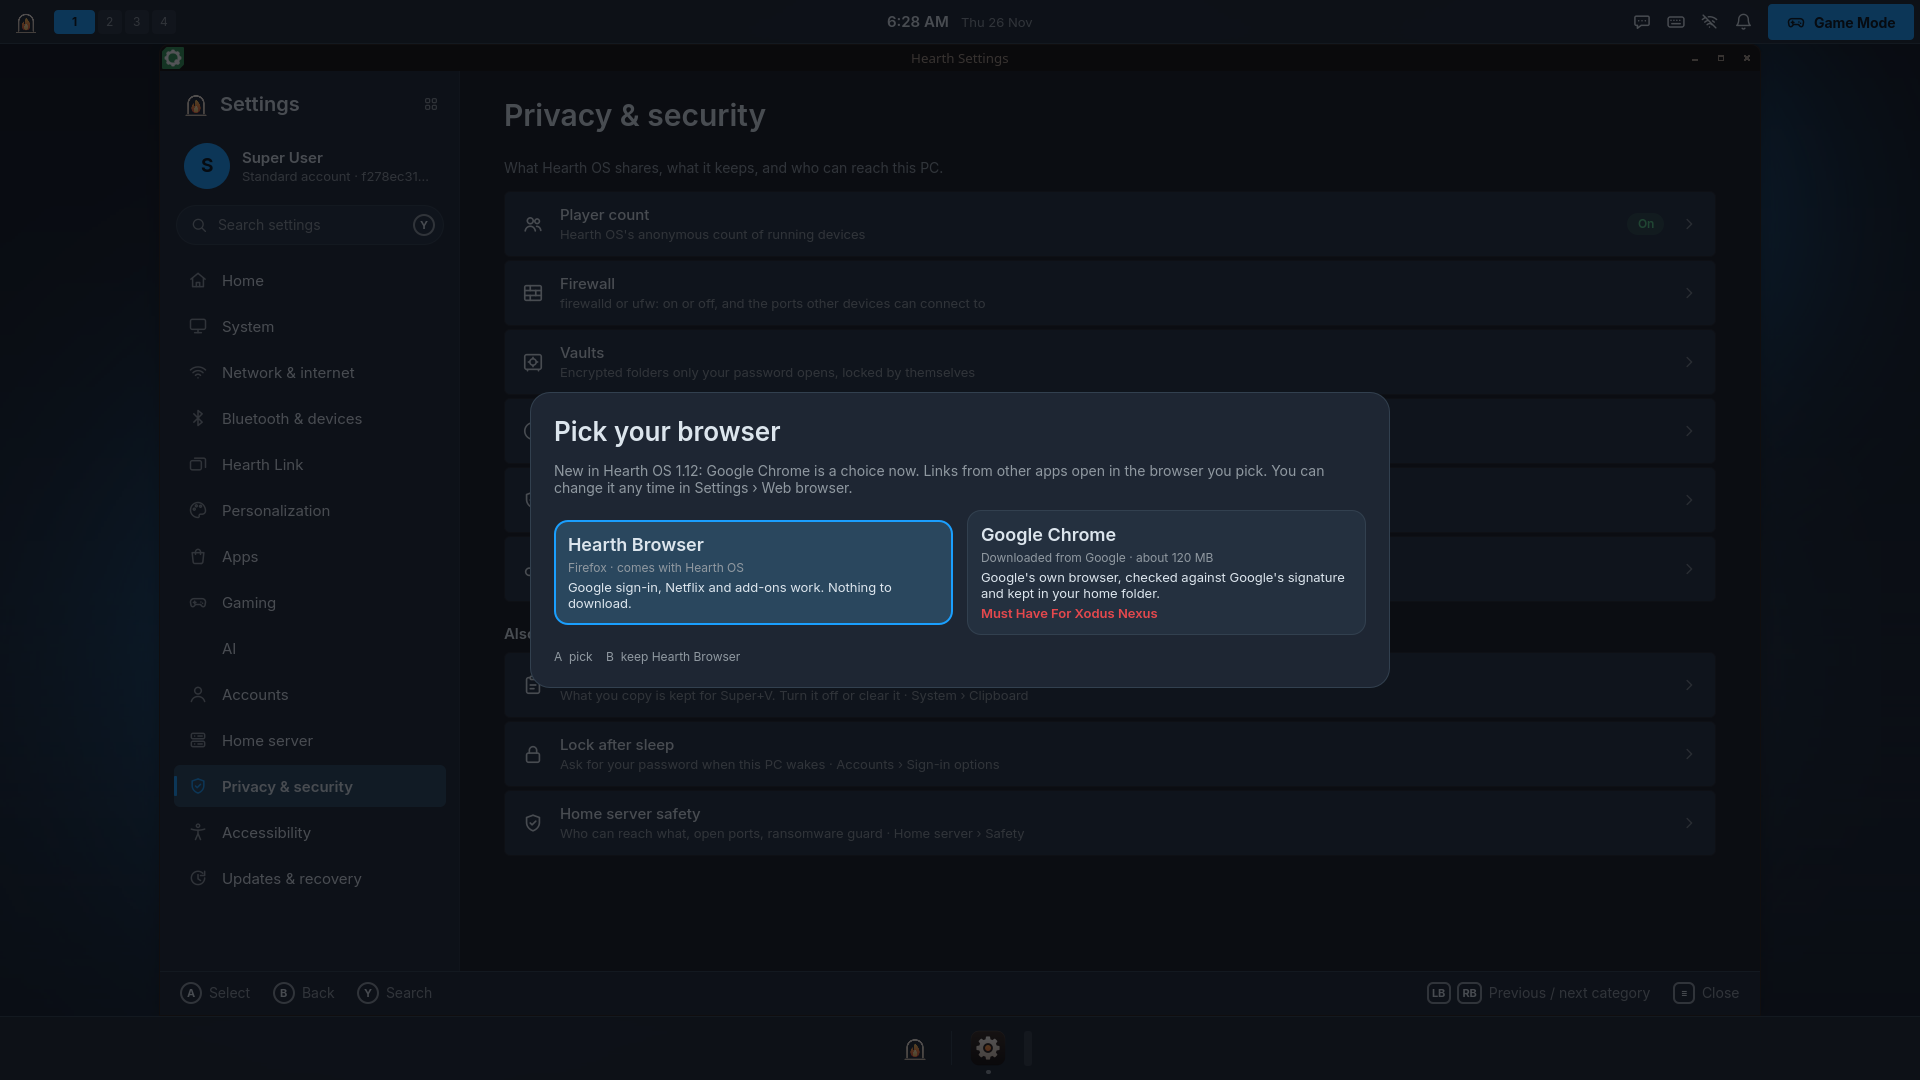 1 2 3 4
6:28 AM Thu 26 Nov
Game Mode
Hearth Settings
Settings
S
Super User
Standard account · f278ec31...
Search settings
Y
Home
System
Network & internet
Bluetooth & devices
Hearth Link
Personalization
Apps
Gaming
AI
Accounts
Home server
Privacy & security
Accessibility
Updates & recovery
Privacy & security
What Hearth OS shares, what it keeps, and who can reach this PC.
Player count
Hearth OS's anonymous count of running devices
On
Firewall
firewalld or ufw: on or off, and the ports other devices can connect to
Vaults
Encrypted folders only your password opens, locked by themselves
Pick your browser
New in Hearth OS 1.12: Google Chrome is a choice now. Links from other apps open in the browser you pick. You can
change it any time in Settings › Web browser.
Hearth Browser
Firefox · comes with Hearth OS
Google sign-in, Netflix and add-ons work. Nothing to
download.
Google Chrome
Downloaded from Google · about 120 MB
Google's own browser, checked against Google's signature
and kept in your home folder.
Must Have For Xodus Nexus
A pick B keep Hearth Browser
What you copy is kept for Super+V. Turn it off or clear it · System › Clipboard
Lock after sleep
Ask for your password when this PC wakes · Accounts › Sign-in options
Home server safety
Who can reach what, open ports, ransomware guard · Home server › Safety
A Select B Back Y Search
LB RB Previous / next category ≡ Close